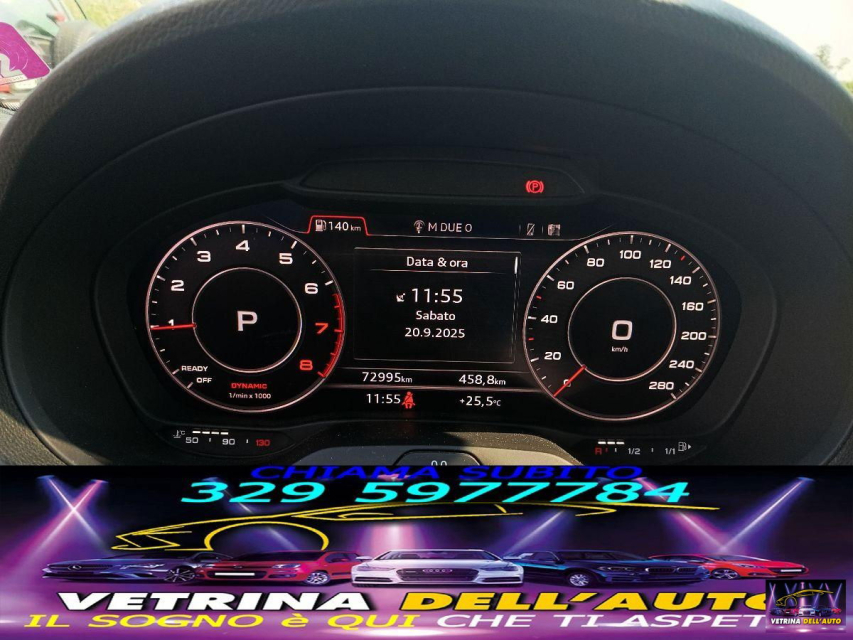 140 km
M DUE O
Data & ora
11:55
Sabato
20.9.2025
1 2 3 4 5 6 7 8
P
READY
OFF
DYNAMIC
1/min x 1000
20 40 60 80 100 120 140 160 200 240 280
0
km/h
72995km 458,8km
11:55 +25,5°C
50 90 130
R 1/2 1/1
CHIAMA SUBITO
329 5977784
VETRINA DELL'AUTO
IL SOGNO è QUI CHE TI ASPET
VETRINA DELL'AUTO